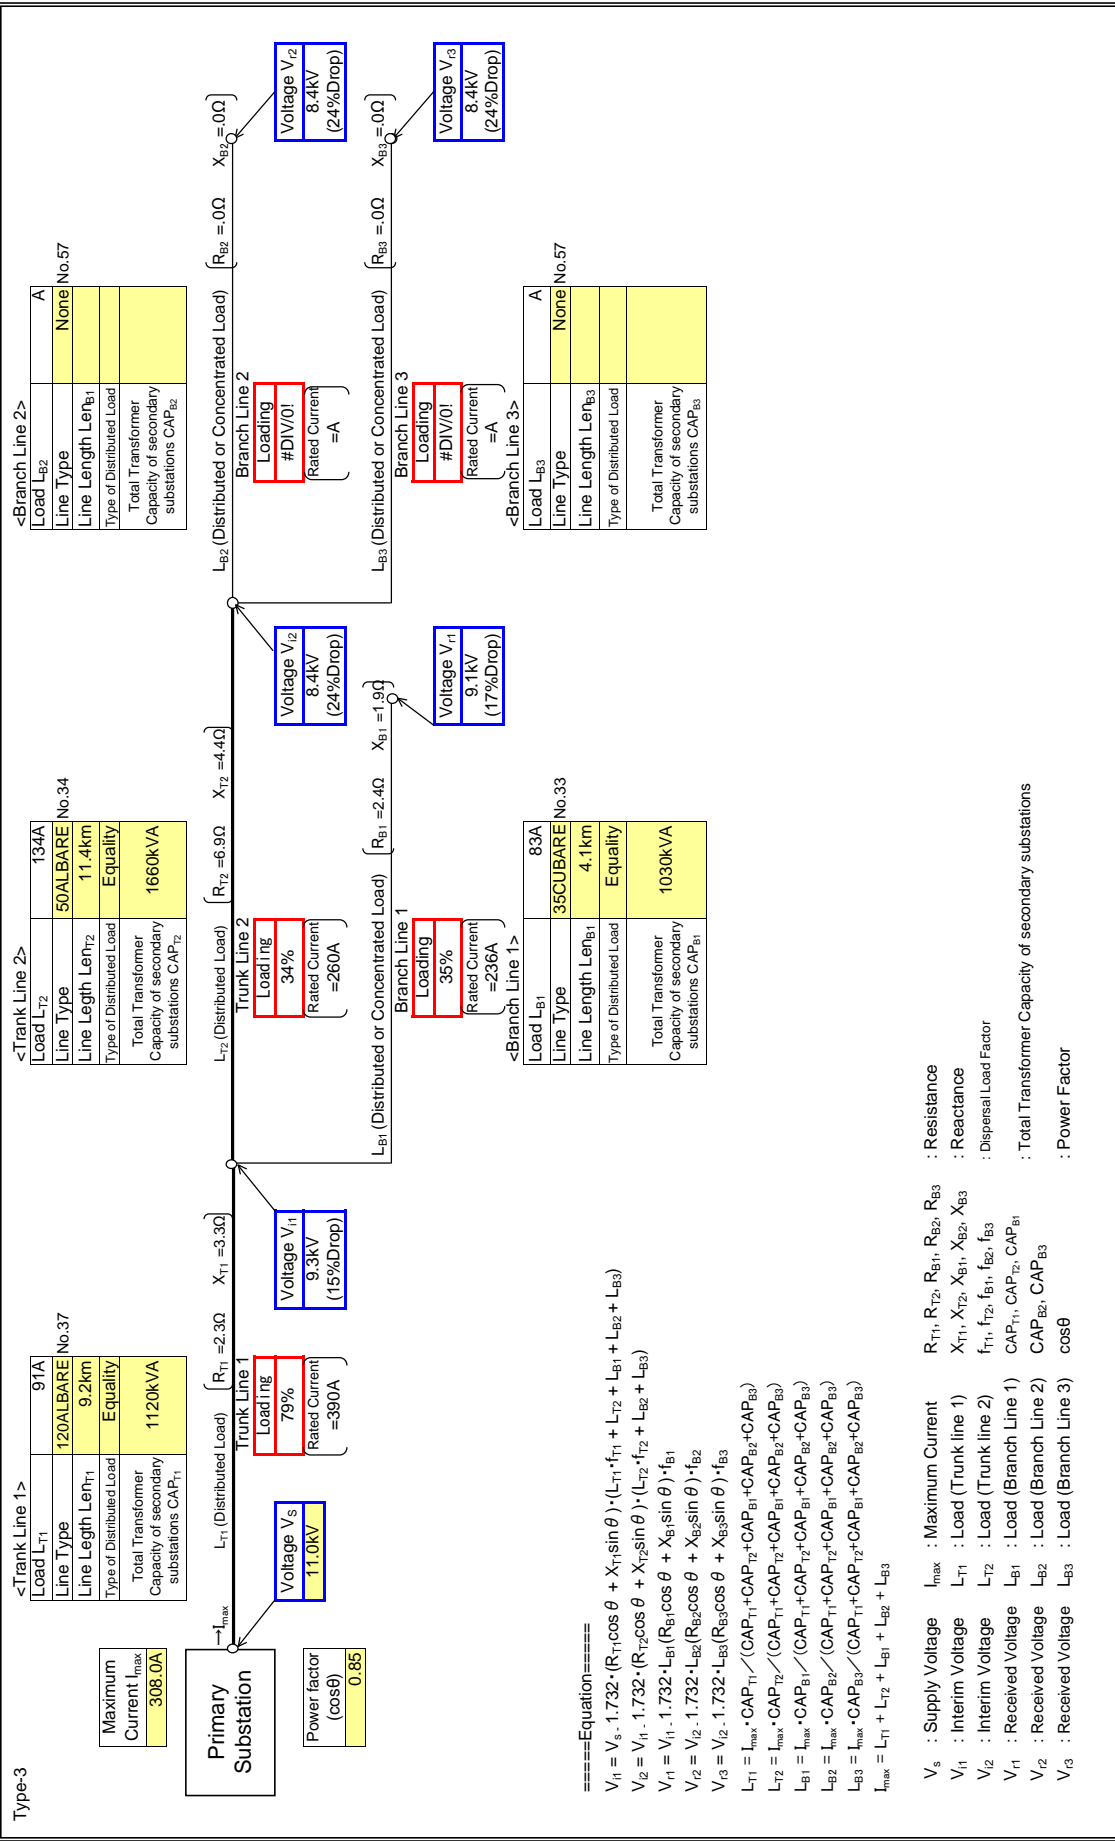 Type-3
Maximum
Current Imax
308.0A
Primary
Substation
Power factor
(cosθ)
0.85
→Imax
Voltage VS
11.0kV
<Trank Line 1>
Load LT1 91A
Line Type 120ALBARE No.37
Line Legth LenT1 9.2km
Type of Distributed Load Equality
Total Transformer
Capacity of secondary
substations CAPT1
1120kVA
LT1 (Distributed Load) RT1 =2.3Ω XT1 =3.3Ω
Trunk Line 1
Loading
79%
Rated Current
=390A
Voltage Vi1
9.3kV
(15%Drop)
<Trank Line 2>
Load LT2 134A
Line Type 50ALBARE No.34
Line Legth LenT2 11.4km
Type of Distributed Load Equality
Total Transformer
Capacity of secondary
substations CAPT2
1660kVA
LT2 (Distributed Load) RT2 =6.9Ω XT2 =4.4Ω
Trunk Line 2
Loading
34%
Rated Current
=260A
Voltage Vi2
8.4kV
(24%Drop)
LB1 (Distributed or Concentrated Load) RB1 =2.4Ω XB1 =1.9Ω
Branch Line 1
Loading
35%
Rated Current
=236A
Voltage Vr1
9.1kV
(17%Drop)
<Branch Line 1>
Load LB1 83A
Line Type 35CUBARE No.33
Line Length LenB1 4.1km
Type of Distributed Load Equality
Total Transformer
Capacity of secondary
substations CAPB1
1030kVA
<Branch Line 2>
Load LB2 A
Line Type None No.57
Line Length LenB1
Type of Distributed Load
Total Transformer
Capacity of secondary
substations CAPB2
LB2 (Distributed or Concentrated Load) RB2 =.0Ω XB2 =.0Ω
Branch Line 2
Loading
#DIV/0!
Rated Current
=A
Voltage Vr2
8.4kV
(24%Drop)
LB3 (Distributed or Concentrated Load) RB3 =.0Ω XB3 =.0Ω
Branch Line 3
Loading
#DIV/0!
Rated Current
=A
Voltage Vr3
8.4kV
(24%Drop)
<Branch Line 3>
Load LB3 A
Line Type None No.57
Line Length LenB3
Type of Distributed Load
Total Transformer
Capacity of secondary
substations CAPB3
=====Equation=====
Vi1 = Vs - 1.732・(RT1cos θ + XT1sin θ)・(LT1・fT1 + LT2 + LB1 + LB2 + LB3)
Vi2 = Vi1 - 1.732・(RT2cos θ + XT2sin θ)・(LT2・fT2 + LB2 + LB3)
Vr1 = Vi1 - 1.732・LB1(RB1cos θ + XB1sin θ)・fB1
Vr2 = Vi2 - 1.732・LB2(RB2cos θ + XB2sin θ)・fB2
Vr3 = Vi2 - 1.732・LB3(RB3cos θ + XB3sin θ)・fB3
LT1 = Imax・CAPT1／(CAPT1+CAPT2+CAPB1+CAPB2+CAPB3)
LT2 = Imax・CAPT2／(CAPT1+CAPT2+CAPB1+CAPB2+CAPB3)
LB1 = Imax・CAPB1／(CAPT1+CAPT2+CAPB1+CAPB2+CAPB3)
LB2 = Imax・CAPB2／(CAPT1+CAPT2+CAPB1+CAPB2+CAPB3)
LB3 = Imax・CAPB3／(CAPT1+CAPT2+CAPB1+CAPB2+CAPB3)
Imax = LT1 + LT2 + LB1 + LB2 + LB3
Vs : Supply Voltage Imax : Maximum Current RT1, RT2, RB1, RB2, RB3 : Resistance
Vi1 : Interim Voltage LT1 : Load (Trunk line 1) XT1, XT2, XB1, XB2, XB3 : Reactance
Vi2 : Interim Voltage LT2 : Load (Trunk line 2) fT1, fT2, fB1, fB2, fB3 : Dispersal Load Factor
Vr1 : Received Voltage LB1 : Load (Branch Line 1) CAPT1, CAPT2, CAPB1
Vr2 : Received Voltage LB2 : Load (Branch Line 2) CAPB2, CAPB3 : Total Transformer Capacity of secondary substations
Vr3 : Received Voltage LB3 : Load (Branch Line 3) cosθ : Power Factor